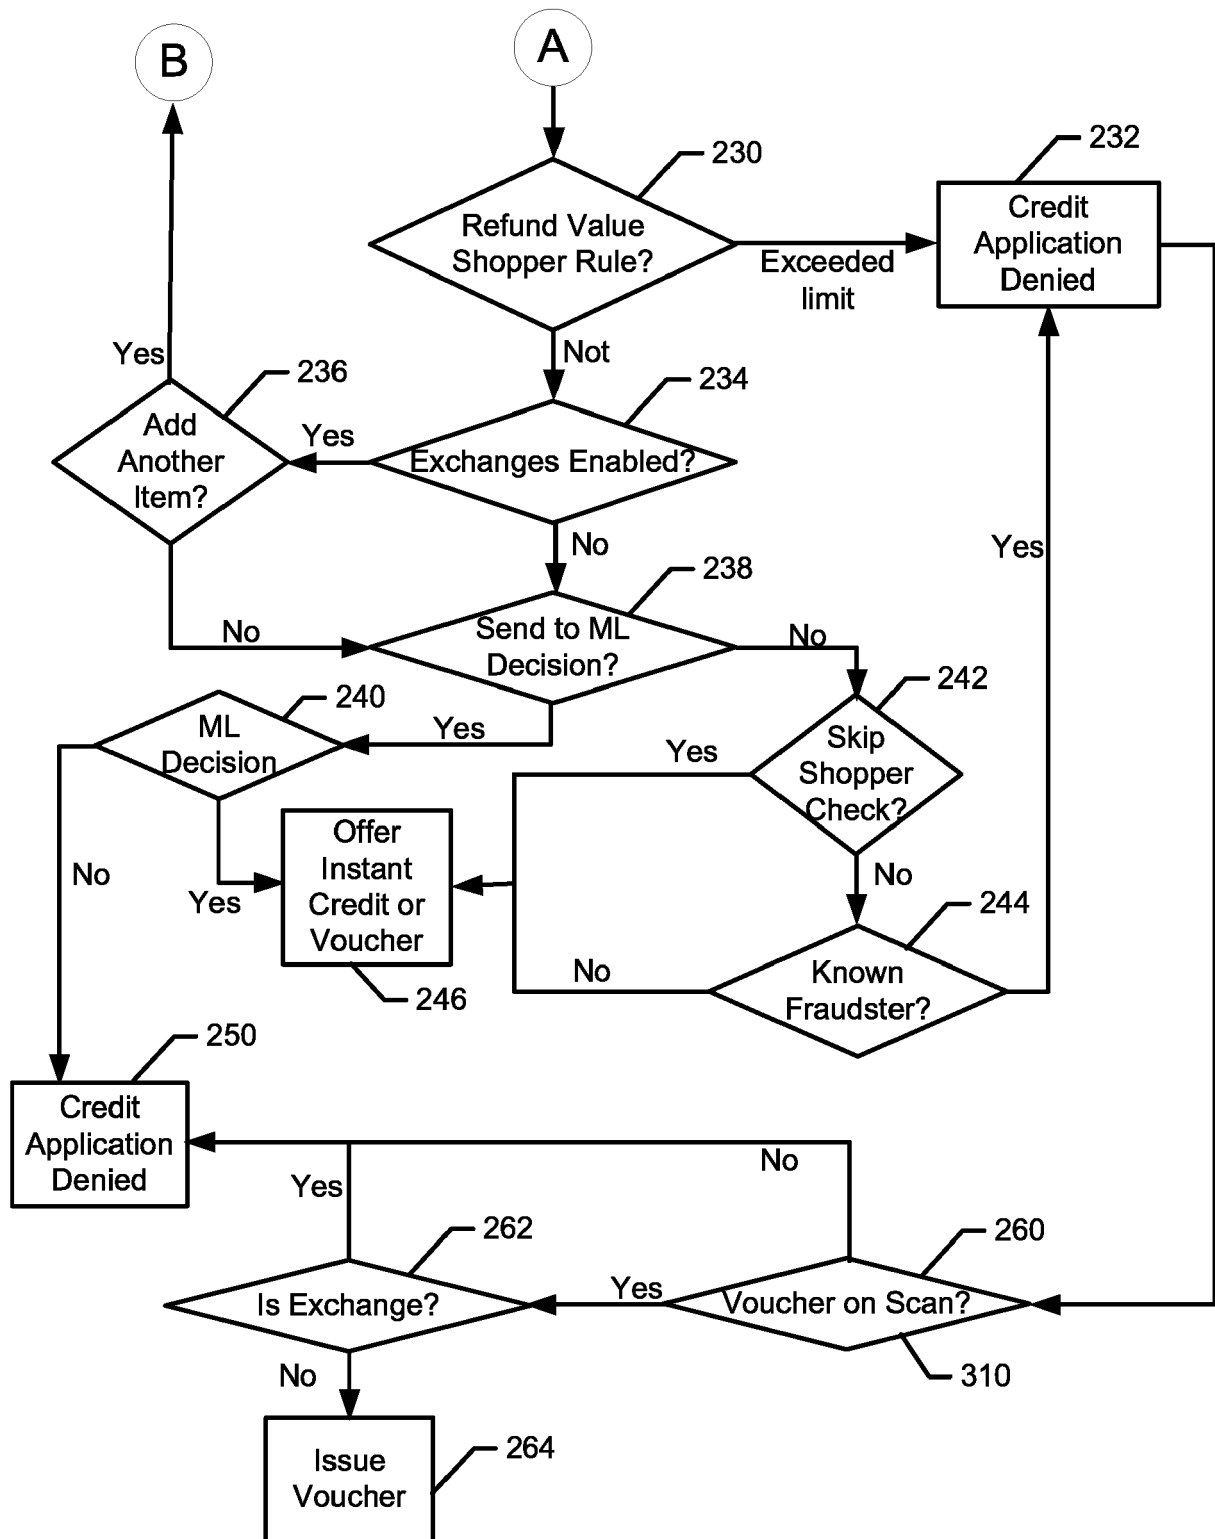 B
A
230
232
Refund Value
Shopper Rule?
Credit
Application
Denied
Exceeded
limit
Yes
236
Not
234
Add
Another
Item?
Yes
Exchanges Enabled?
Yes
No
238
No
Send to ML
Decision?
No
242
240
ML
Decision
Yes
Yes
Skip
Shopper
Check?
Offer
Instant
Credit or
Voucher
No
Yes
No
244
246
No
Known
Fraudster?
250
Credit
Application
Denied
No
Yes
262
260
Is Exchange?
Yes
Voucher on Scan?
310
No
264
Issue
Voucher